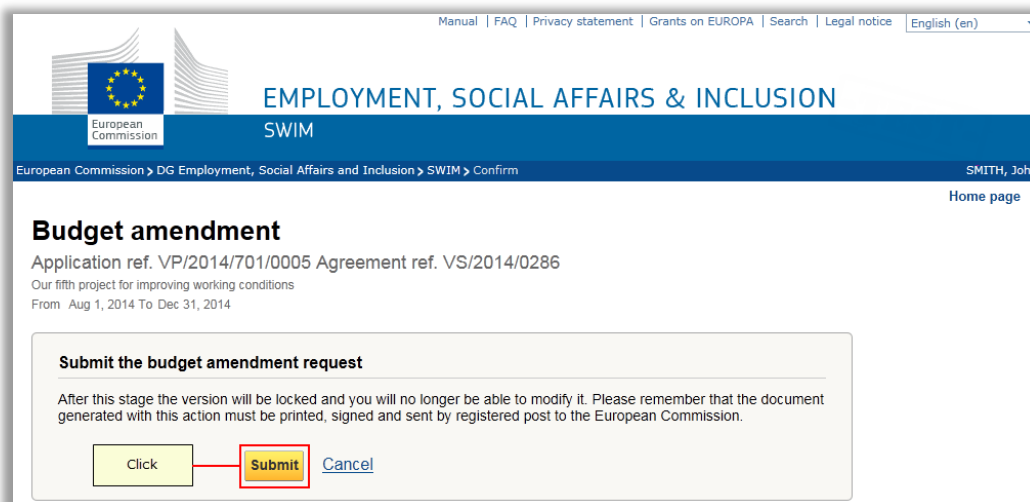 Manual | FAQ | Privacy statement | Grants on EUROPA | Search | Legal notice English (en)
European
Commission
EMPLOYMENT, SOCIAL AFFAIRS & INCLUSION
SWIM
European Commission > DG Employment, Social Affairs and Inclusion > SWIM > Confirm SMITH, Joh
Home page
Budget amendment
Application ref. VP/2014/701/0005 Agreement ref. VS/2014/0286
Our fifth project for improving working conditions
From Aug 1, 2014 To Dec 31, 2014
Submit the budget amendment request
After this stage the version will be locked and you will no longer be able to modify it. Please remember that the document
generated with this action must be printed, signed and sent by registered post to the European Commission.
Click Submit Cancel